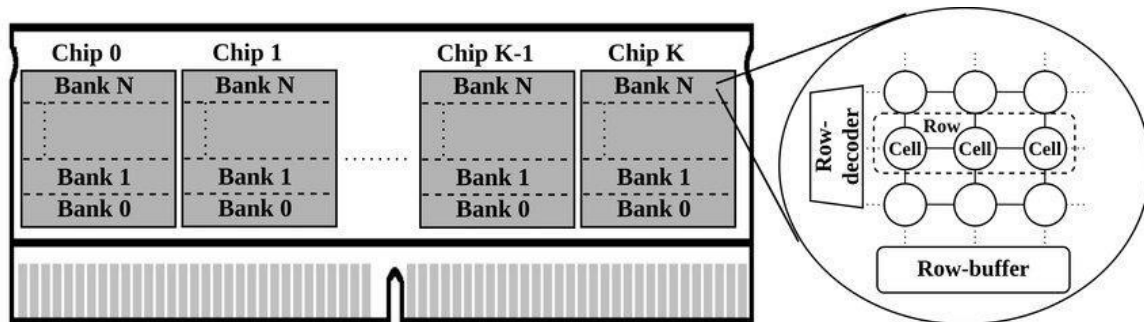 Chip 0
Chip 1
Chip K-1
Chip K
Bank N
Bank N
Bank N
Bank N
Bank 1
Bank 1
Bank 1
Bank 1
Bank 0
Bank 0
Bank 0
Bank 0
Row-
decoder
Row
Cell
Cell
Cell
Row-buffer